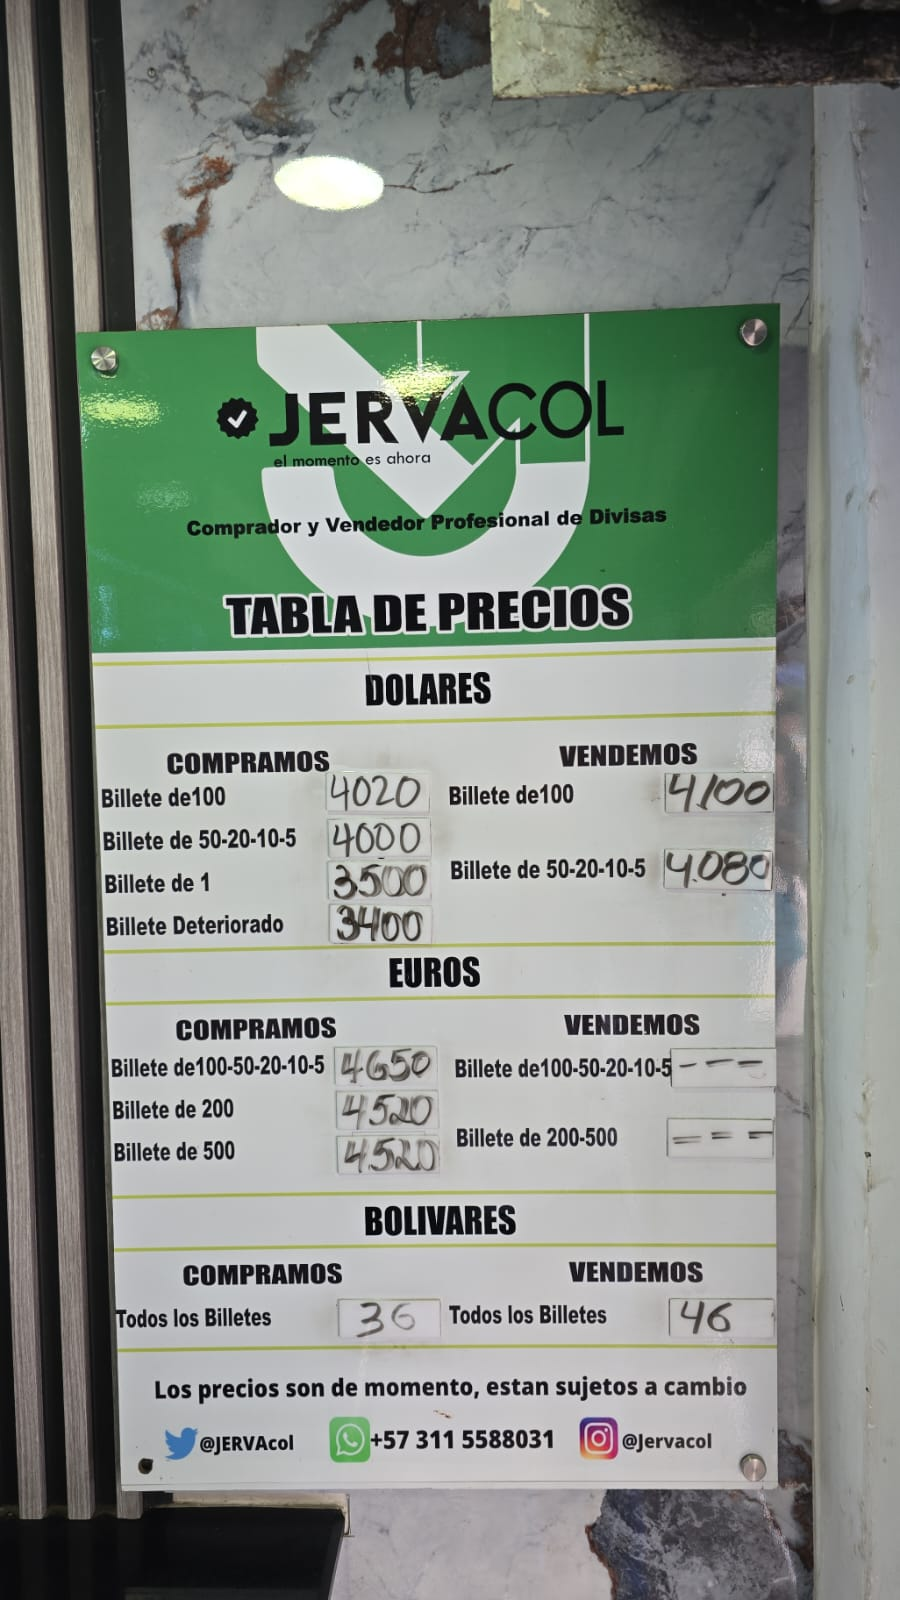 JERVACOL
el momento es ahora
Comprador y Vendedor Profesional de Divisas
TABLA DE PRECIOS
DOLARES
COMPRAMOS VENDEMOS
Billete de100 4020 Billete de100 4100
Billete de 50-20-10-5 4000
Billete de 50-20-10-5 4.080
Billete de 1 3500
Billete Deteriorado 3400
EUROS
COMPRAMOS VENDEMOS
Billete de100-50-20-10-5 4650 Billete de100-50-20-10-5 ---
Billete de 200 4520
Billete de 200-500 ===
Billete de 500 4520
BOLIVARES
COMPRAMOS VENDEMOS
Todos los Billetes 36 Todos los Billetes 46
Los precios son de momento, estan sujetos a cambio
@JERVAcol +57 311 5588031 @Jervacol